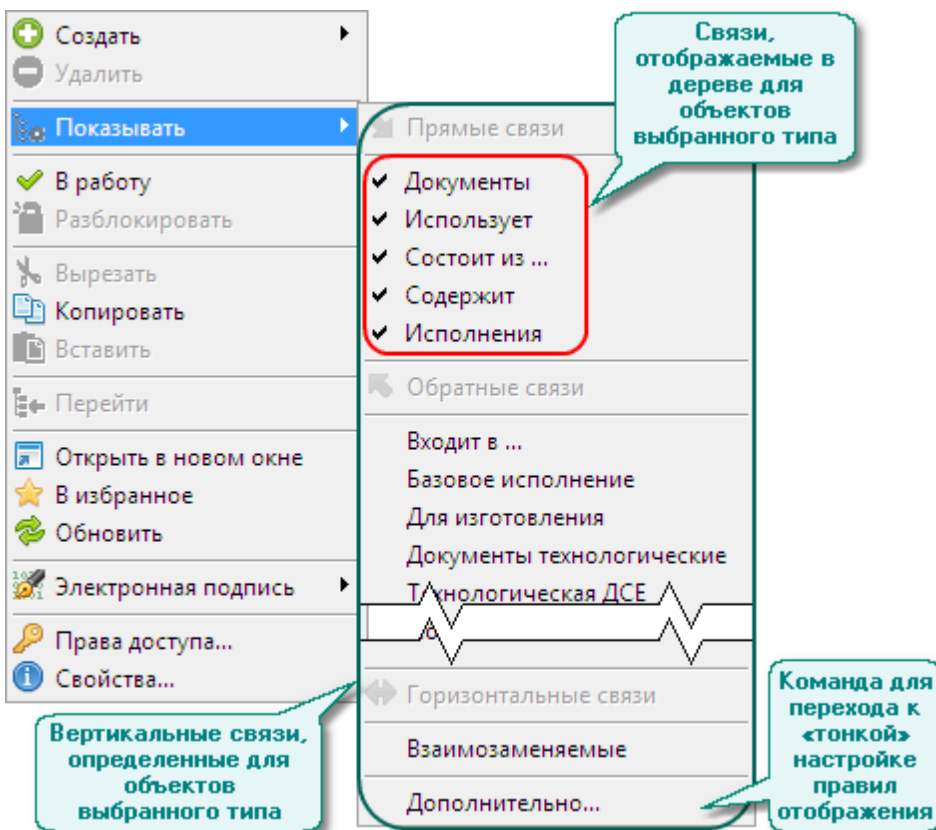 Создать
Удалить
Показывать
В работу
Разблокировать
Вырезать
Копировать
Вставить
Перейти
Открыть в новом окне
В избранное
Обновить
Электронная подпись
Права доступа...
Свойства...
Прямые связи
Документы
Использует
Состоит из ...
Содержит
Исполнения
Обратные связи
Входит в ...
Базовое исполнение
Для изготовления
Документы технологические
Технологическая ДСЕ
Горизонтальные связи
Взаимозаменяемые
Дополнительно...
Связи,
отображаемые в
дереве для
объектов
выбранного типа
Вертикальные связи,
определенные для
объектов
выбранного типа
Команда для
перехода к
«тонкой»
настройке
правил
отображения